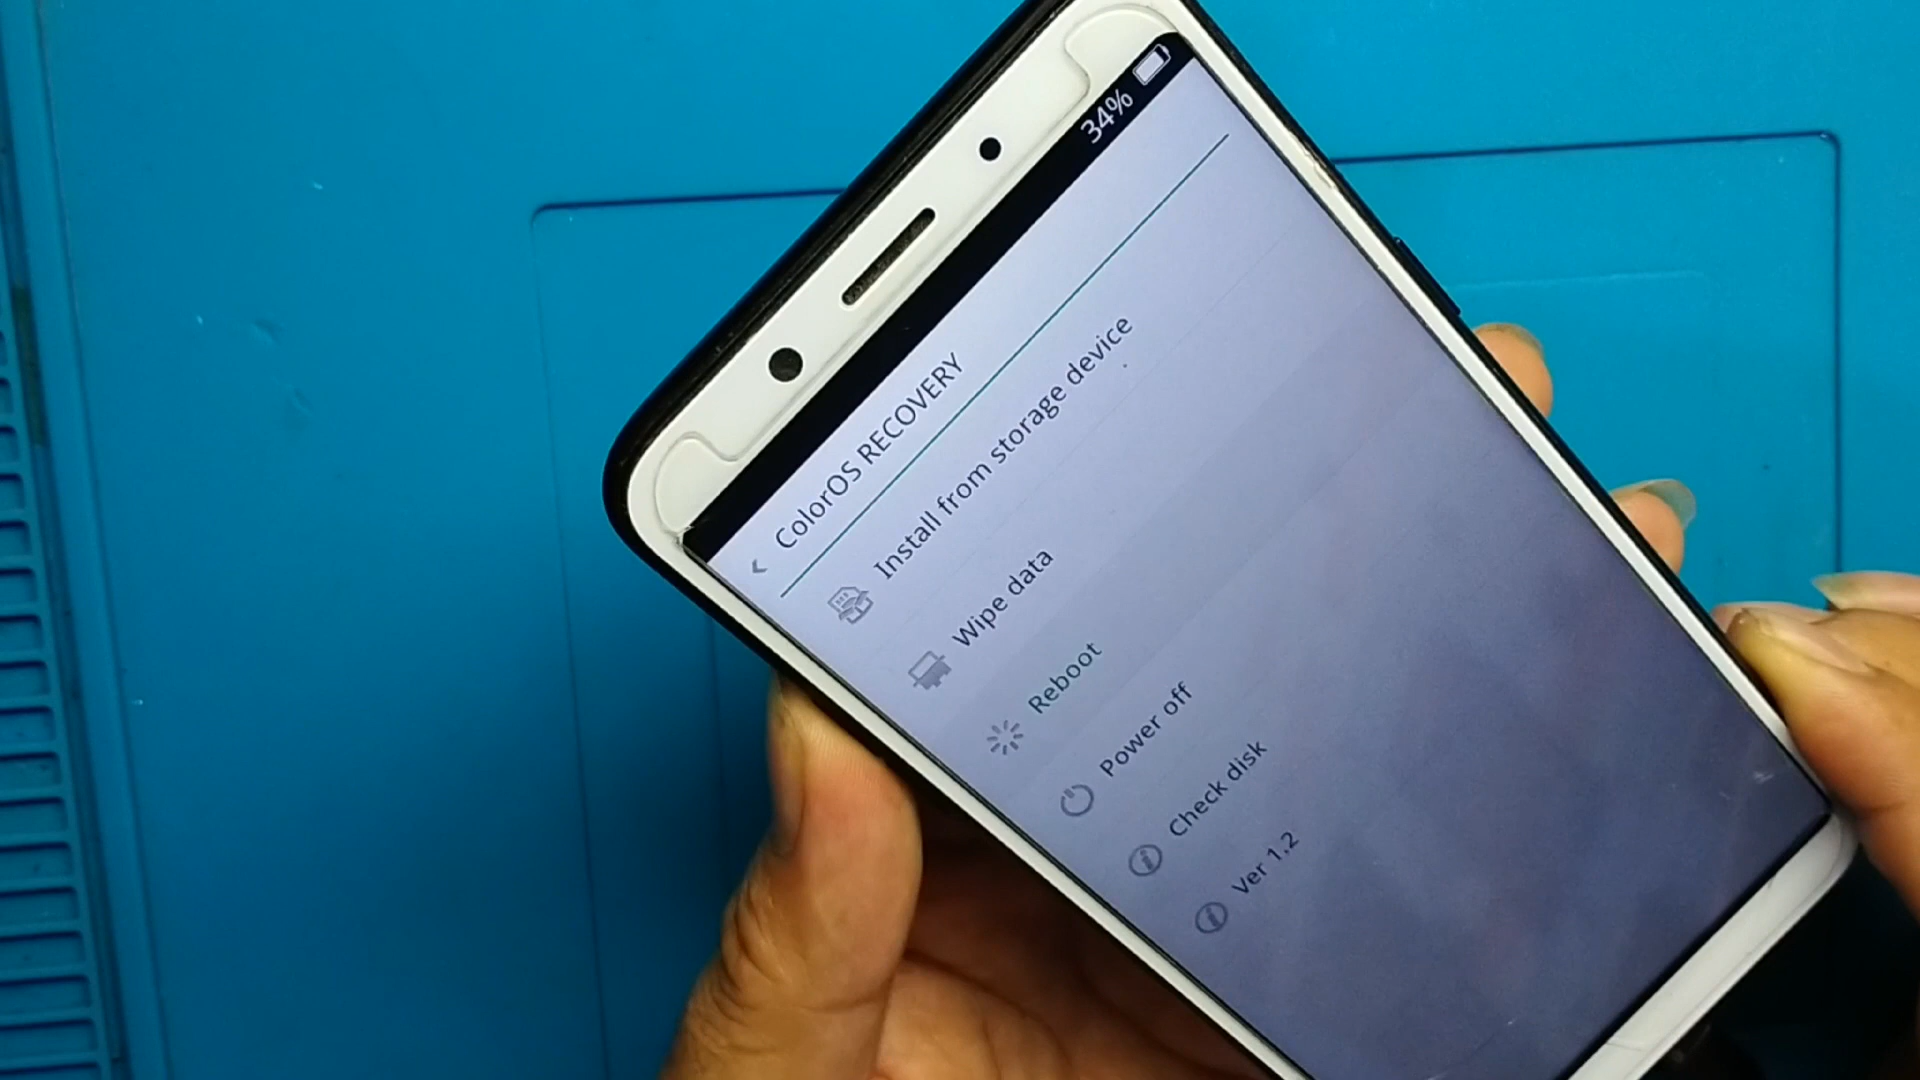 34%
ColorOS RECOVERY
Install from storage device
Wipe data
Reboot
Power off
Check disk
Ver 1.2